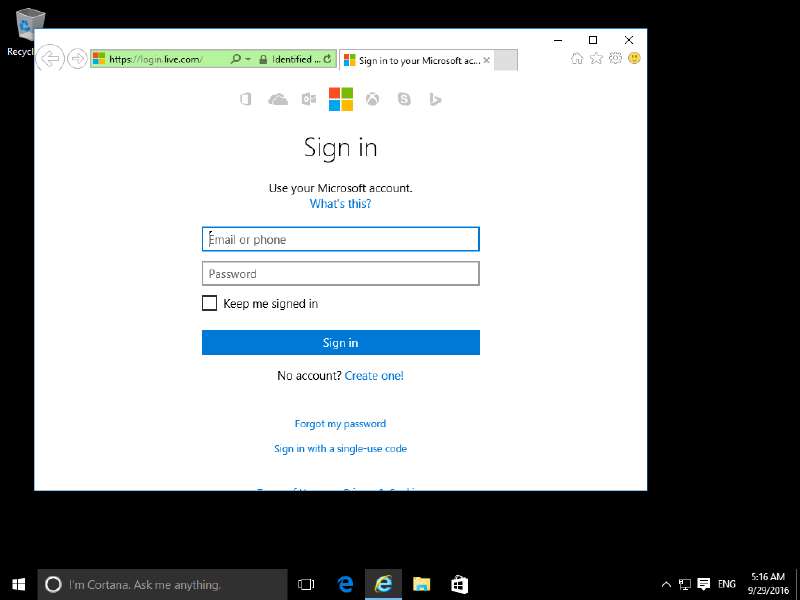 Recycl
https://login.live.com/
Identified ...
Sign in to your Microsoft ac...
Sign in
Use your Microsoft account.
What's this?
Email or phone
Password
Keep me signed in
Sign in
No account? Create one!
Forgot my password
Sign in with a single-use code
I'm Cortana. Ask me anything.
ENG
5:16 AM
9/29/2016